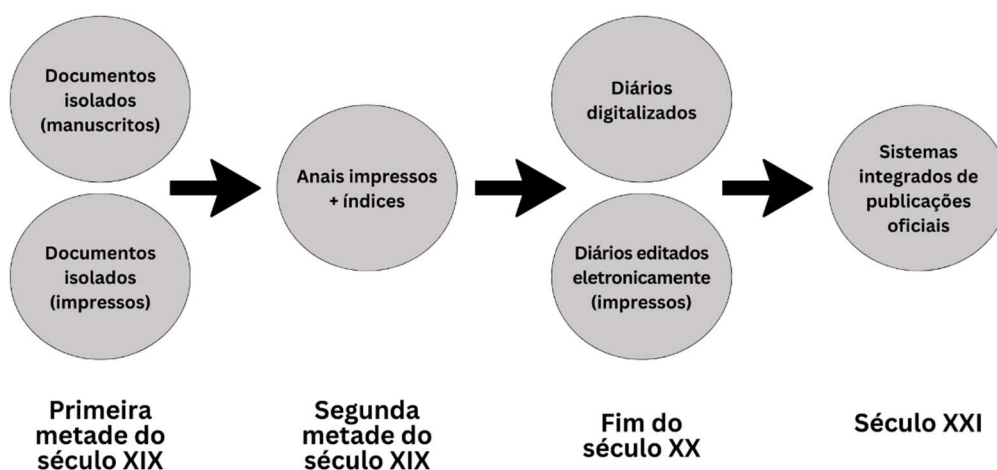 Documentos
isolados
(manuscritos)
Documentos
isolados
(impressos)
Anais impressos
+ índices
Diários
digitalizados
Diários editados
eletronicamente
(impressos)
Sistemas
integrados de
publicações
oficiais
Primeira
metade do
século XIX
Segunda
metade do
século XIX
Fim do
século XX
Século XXI